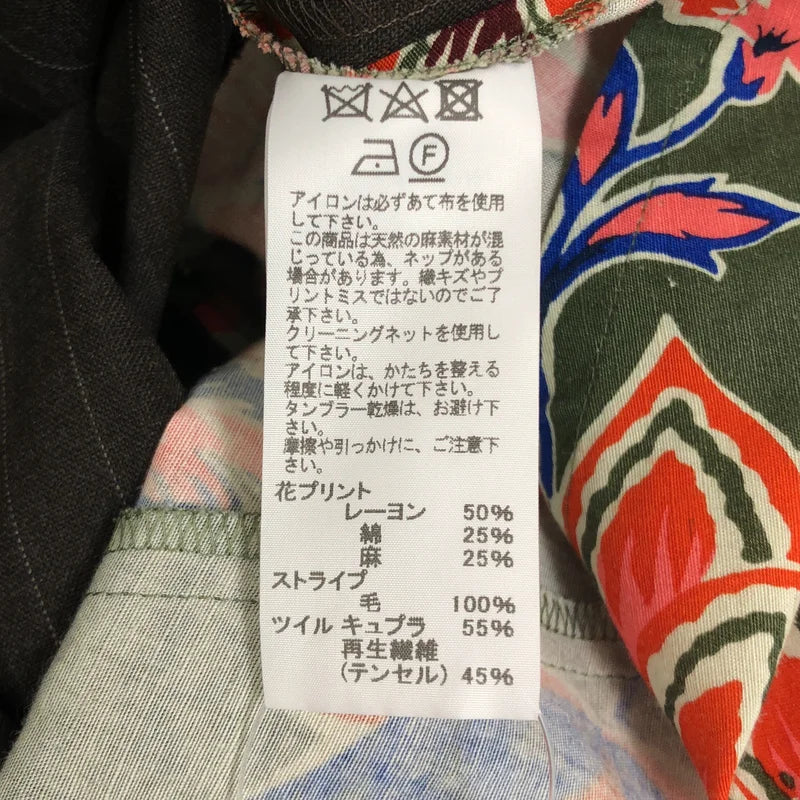 F
アイロンは必ずあて布を使用
して下さい。
この商品は天然の麻素材が混
じっている為、ネップがある
場合があります。織キズやプ
リントミスではないのでご了
承下さい。
クリーニングネットを使用し
て下さい。
アイロンは、かたちを整える
程度に軽くかけて下さい。
タンブラー乾燥は、お避け下
さい。
摩擦や引っかけに、ご注意下
さい。
花プリント
レーヨン 50%
綿 25%
麻 25%
ストライプ
毛 100%
ツイル キュプラ 55%
再生繊維
(テンセル) 45%